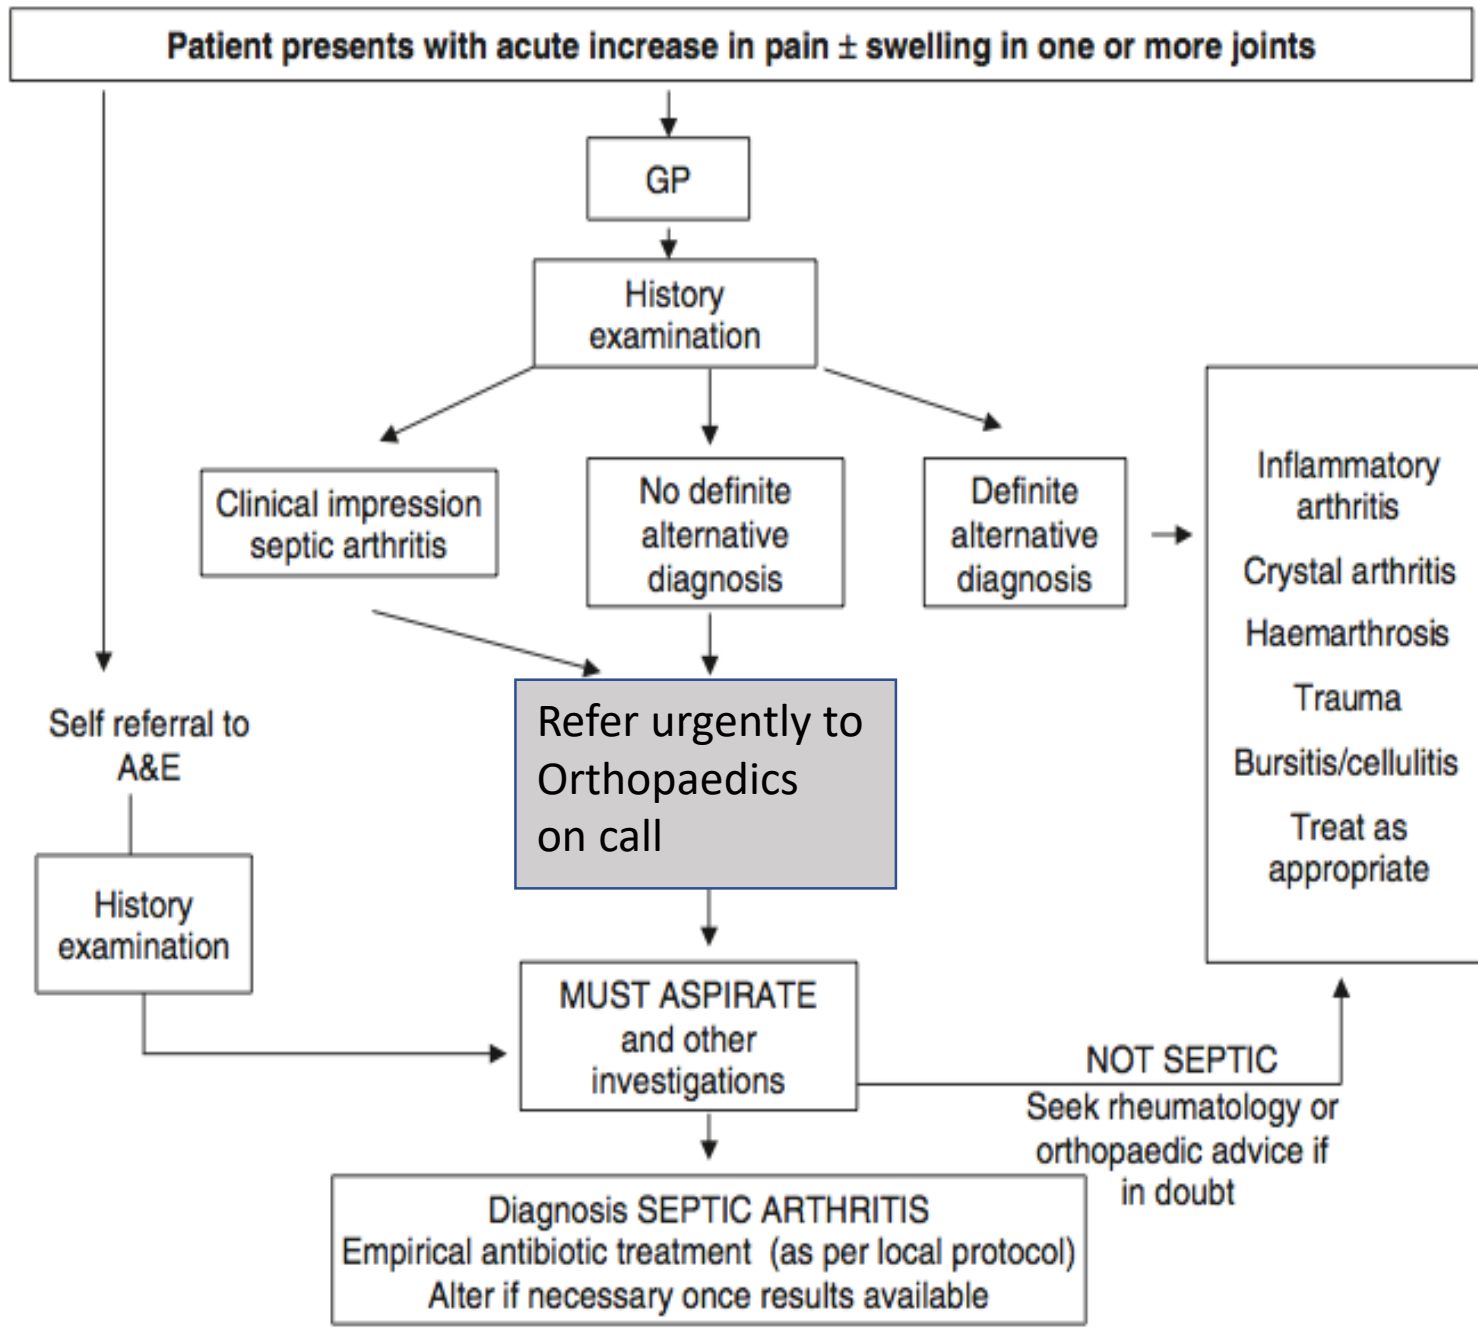 Patient presents with acute increase in pain ± swelling in one or more joints
GP
History
examination
Clinical impression
septic arthritis
No definite
alternative
diagnosis
Definite
alternative
diagnosis
Inflammatory
arthritis
Crystal arthritis
Haemarthrosis
Trauma
Bursitis/cellulitis
Treat as
appropriate
Self referral to
A&E
Refer urgently to
Orthopaedics
on call
History
examination
MUST ASPIRATE
and other
investigations
NOT SEPTIC
Seek rheumatology or
orthopaedic advice if
in doubt
Diagnosis SEPTIC ARTHRITIS
Empirical antibiotic treatment (as per local protocol)
Alter if necessary once results available